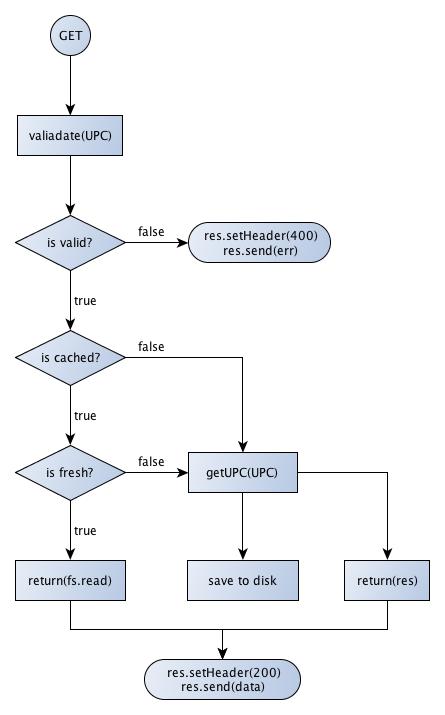 GET
valiadate(UPC)
is valid?
false
res.setHeader(400)
res.send(err)
true
is cached?
false
true
is fresh?
false
getUPC(UPC)
true
return(fs.read)
save to disk
return(res)
res.setHeader(200)
res.send(data)